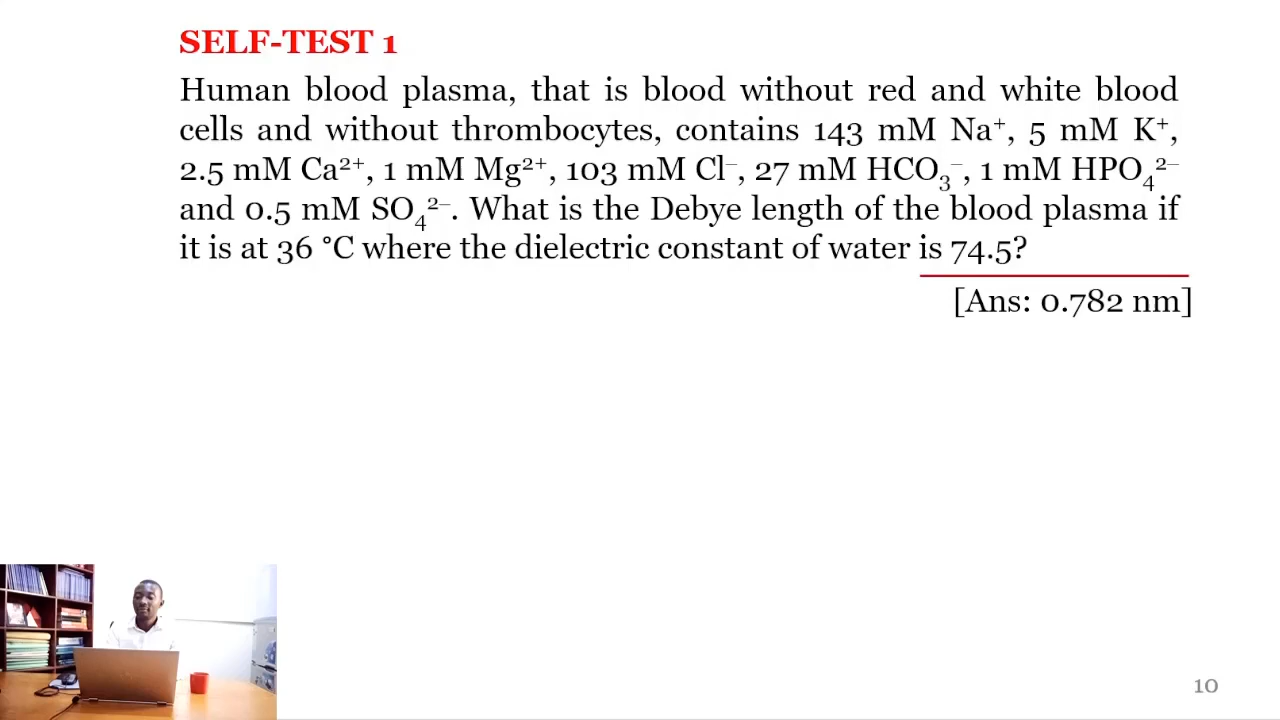 SELF-TEST 1
Human blood plasma, that is blood without red and white blood
cells and without thrombocytes, contains 143 mM Na⁺, 5 mM K⁺,
2.5 mM Ca²⁺, 1 mM Mg²⁺, 103 mM Cl⁻, 27 mM HCO₃⁻, 1 mM HPO₄²⁻
and 0.5 mM SO₄²⁻. What is the Debye length of the blood plasma if
it is at 36 °C where the dielectric constant of water is 74.5?
[Ans: 0.782 nm]
10